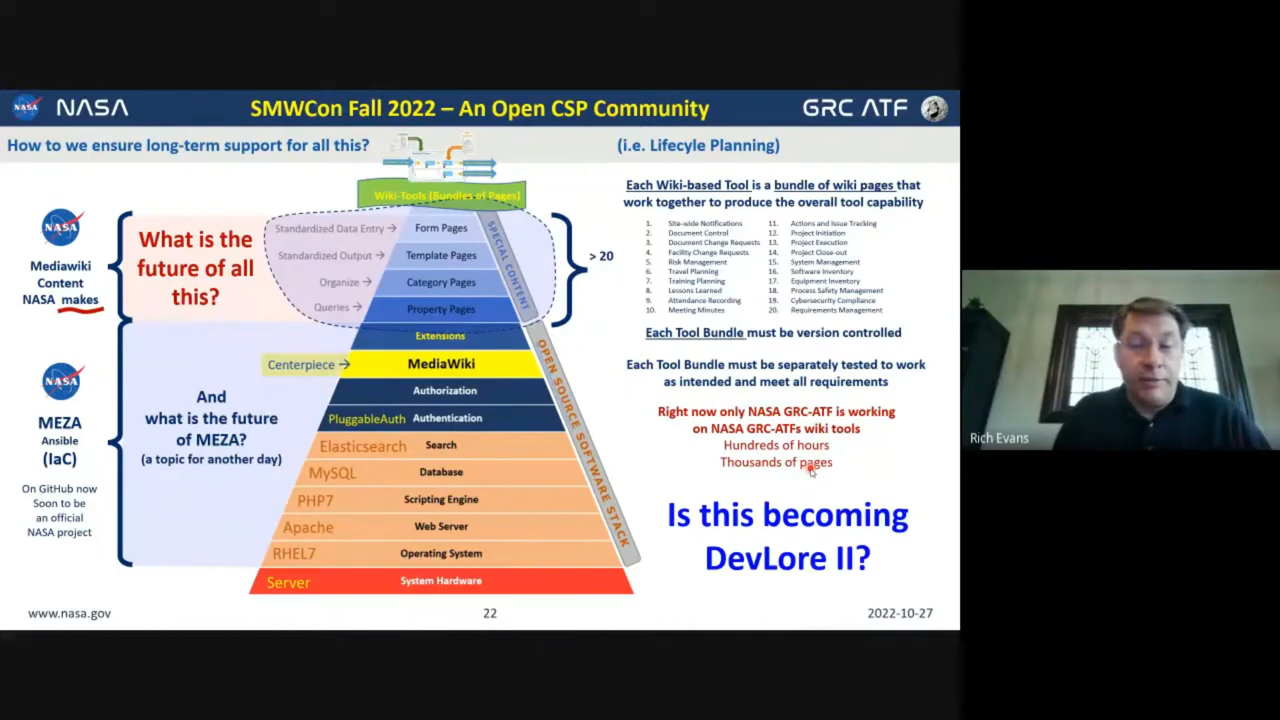 NASA
SMWCon Fall 2022 – An Open CSP Community
GRC ATF
How to we ensure long-term support for all this?
(i.e. Lifecyle Planning)
Wiki-Tools (Bundles of Pages)
NASA
Mediawiki
Content
NASA makes
What is the
future of all
this?
Standardized Data Entry → Form Pages
Standardized Output → Template Pages
Organize → Category Pages
Queries → Property Pages
SPECIAL CONTENT
> 20
Extensions
Centerpiece → MediaWiki
Authorization
PluggableAuth Authentication
Elasticsearch Search
MySQL Database
PHP7 Scripting Engine
Apache Web Server
RHEL7 Operating System
Server System Hardware
OPEN SOURCE SOFTWARE STACK
NASA
MEZA
Ansible
(IaC)
On GitHub now
Soon to be
an official
NASA project
And
what is the future
of MEZA?
(a topic for another day)
Each Wiki-based Tool is a bundle of wiki pages that
work together to produce the overall tool capability
1. Site-wide Notifications
2. Document Control
3. Document Change Requests
4. Facility Change Requests
5. Risk Management
6. Travel Planning
7. Training Planning
8. Lessons Learned
9. Attendance Recording
10. Meeting Minutes
11. Actions and Issue Tracking
12. Project Initiation
13. Project Execution
14. Project Close-out
15. System Management
16. Software Inventory
17. Equipment Inventory
18. Process Safety Management
19. Cybersecurity Compliance
20. Requirements Management
Each Tool Bundle must be version controlled
Each Tool Bundle must be separately tested to work
as intended and meet all requirements
Right now only NASA GRC-ATF is working
on NASA GRC-ATFs wiki tools
Hundreds of hours
Thousands of pages
Is this becoming
DevLore II?
www.nasa.gov
22
2022-10-27
Rich Evans